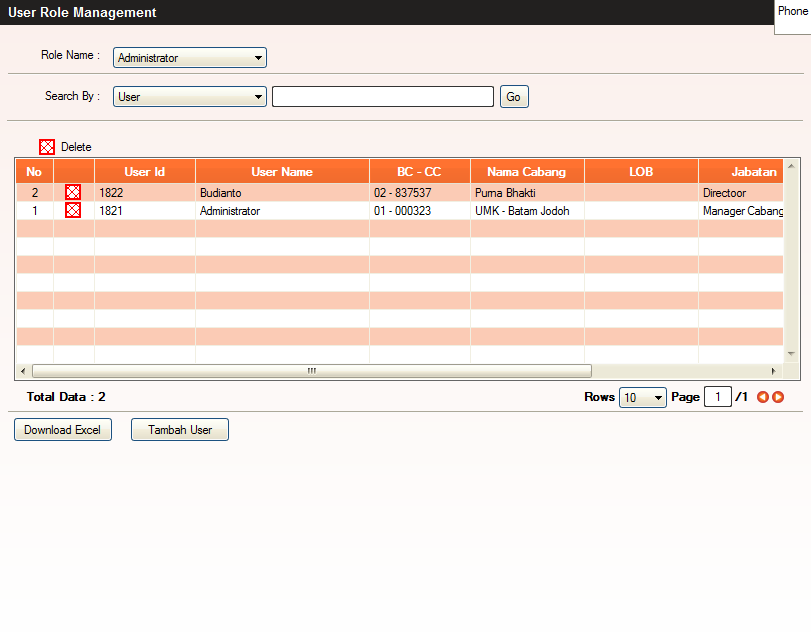 User Role Management
Phone
Role Name : Administrator
Search By : User Go
Delete
No User Id User Name BC - CC Nama Cabang LOB Jabatan
2 1822 Budianto 02 - 837537 Purna Bhakti Directoor
1 1821 Administrator 01 - 000323 UMK - Batam Jodoh Manager Cabang
Total Data : 2 Rows 10 Page 1 /1
Download Excel Tambah User